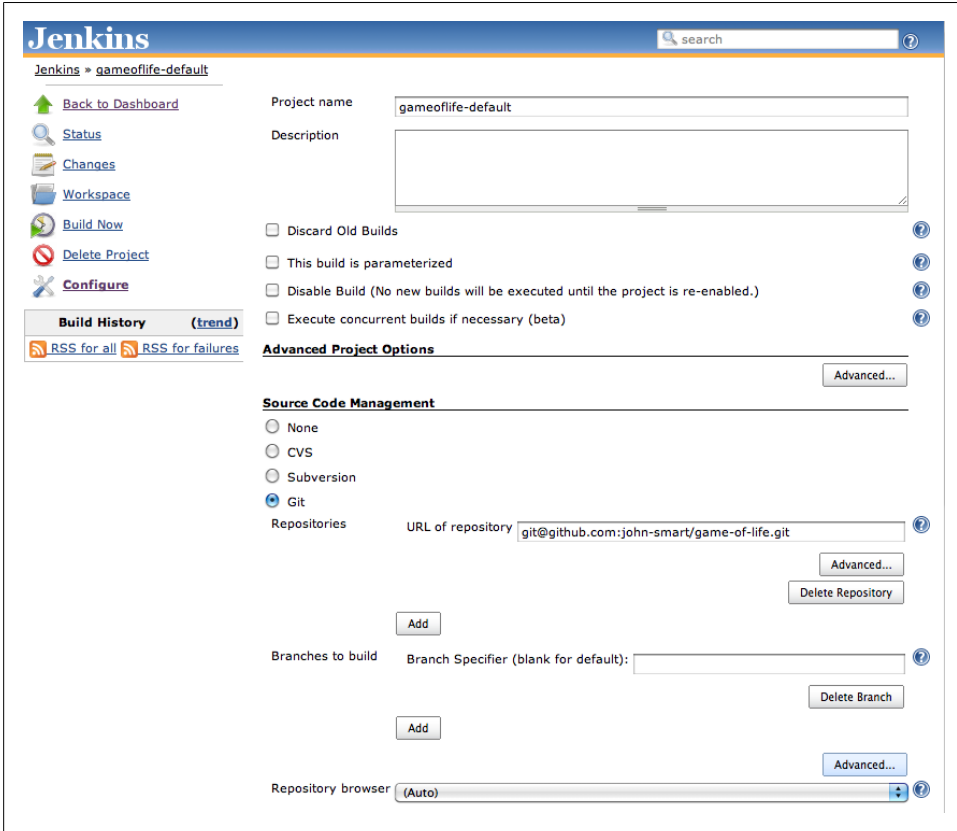 Jenkins
search
Jenkins » gameoflife-default
Back to Dashboard
Status
Changes
Workspace
Build Now
Delete Project
Configure
Build History (trend)
RSS for all RSS for failures
Project name gameoflife-default
Description
Discard Old Builds
This build is parameterized
Disable Build (No new builds will be executed until the project is re-enabled.)
Execute concurrent builds if necessary (beta)
Advanced Project Options
Advanced...
Source Code Management
None
CVS
Subversion
Git
Repositories URL of repository git@github.com:john-smart/game-of-life.git
Advanced...
Delete Repository
Add
Branches to build Branch Specifier (blank for default):
Delete Branch
Add
Advanced...
Repository browser (Auto)